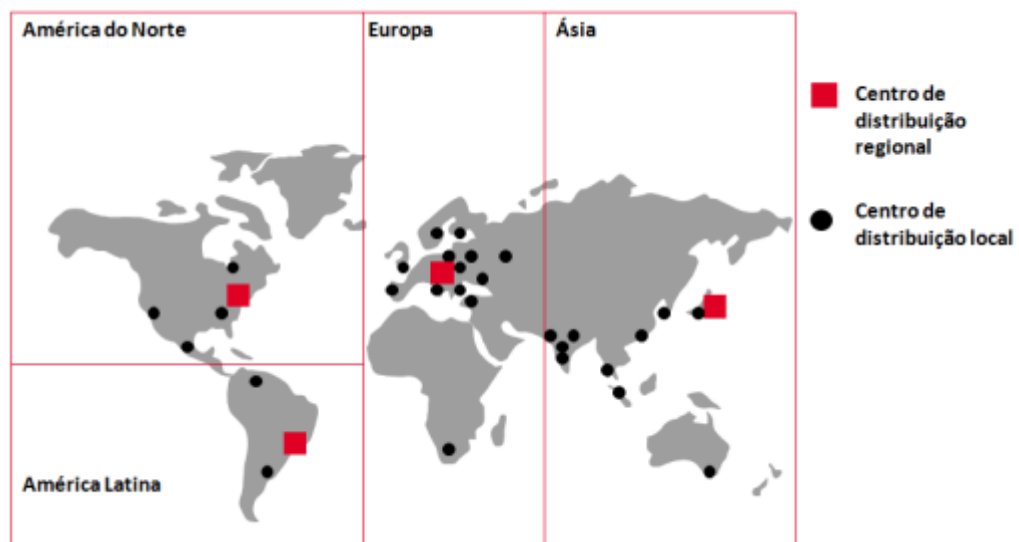 América do Norte
Europa
Ásia
Centro de
distribuição
regional
Centro de
distribuição local
América Latina